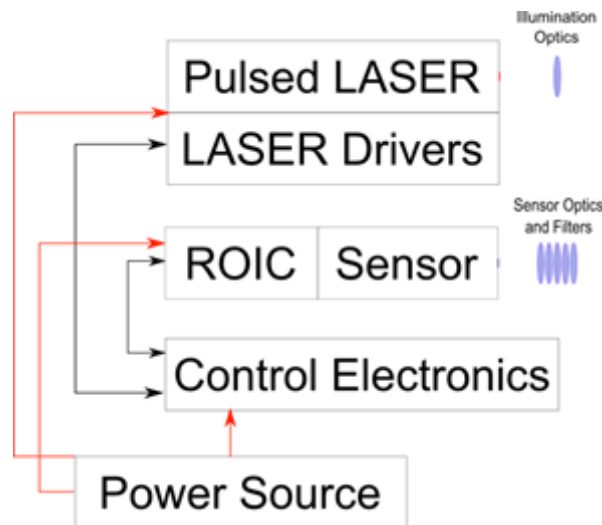 Illumination
Optics
Pulsed LASER
LASER Drivers
Sensor Optics
and Filters
ROIC
Sensor
Control Electronics
Power Source